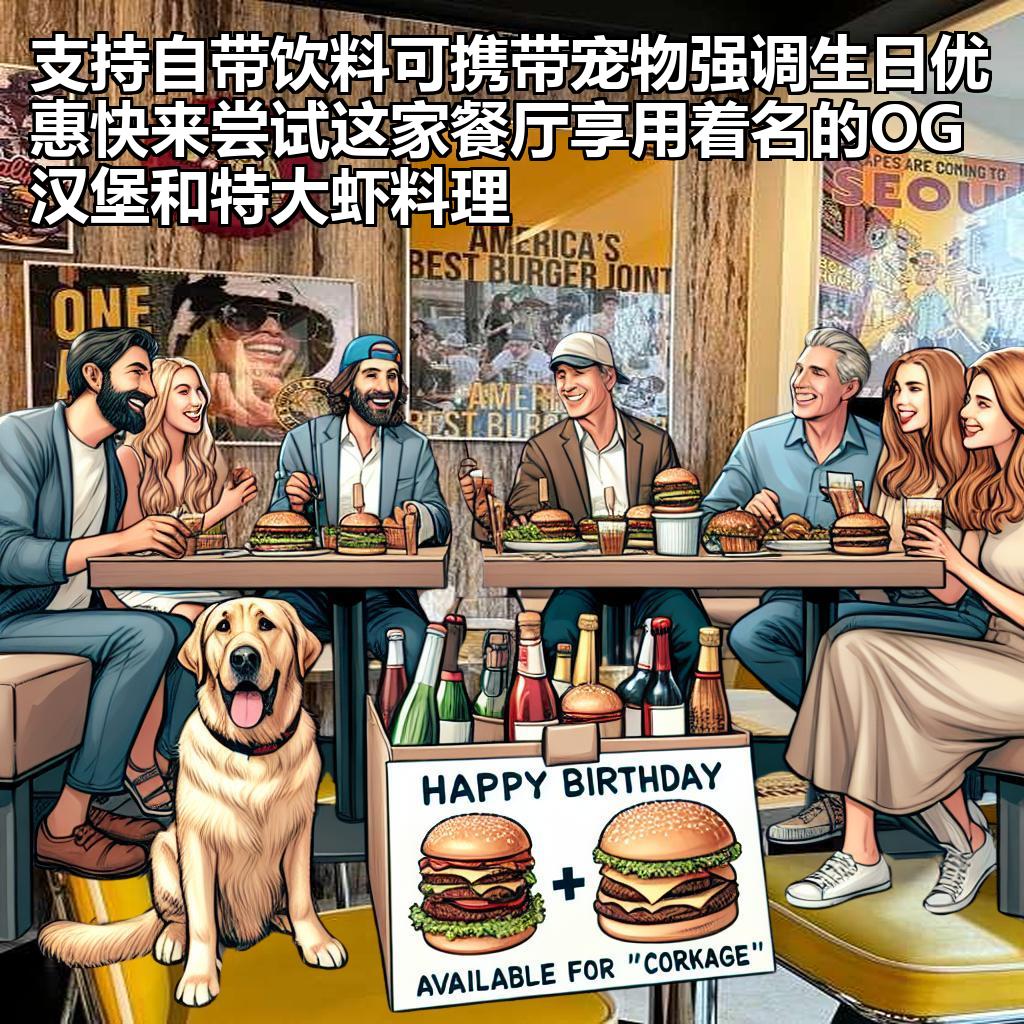 支持自带饮料可携带宠物强调生日优
惠快来尝试这家餐厅享用着名的OG
汉堡和特大虾料理
APES ARE COMING TO
SEOU
AMERICA'S
BEST BURGER JOINT
ONE
AMER
BEST BURG
HAPPY BIRTHDAY
+
AVAILABLE FOR "CORKAGE"